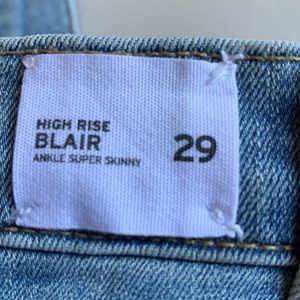 HIGH RISE
BLAIR 29
ANKLE SUPER SKINNY